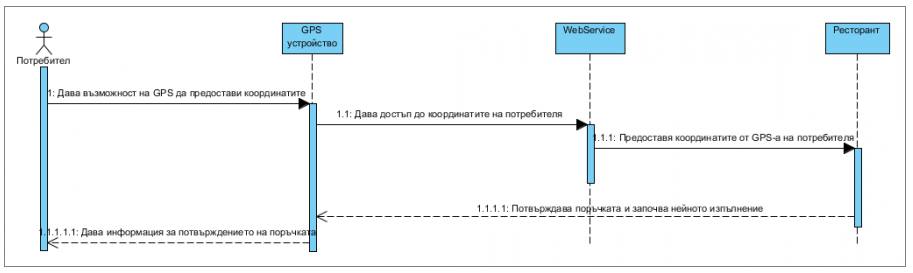 GPS
устройство
WebService
Ресторант
Потребител
1: Дава възможност на GPS да предостави координатите
1.1: Дава достъп до координатите на потребителя
1.1.1: Предоставя координатите от GPS-а на потребителя
1.1.1.1: Потвърждава поръчката и започва нейното изпълнение
1.1.1.1.1: Дава информация за потвърждението на поръчката